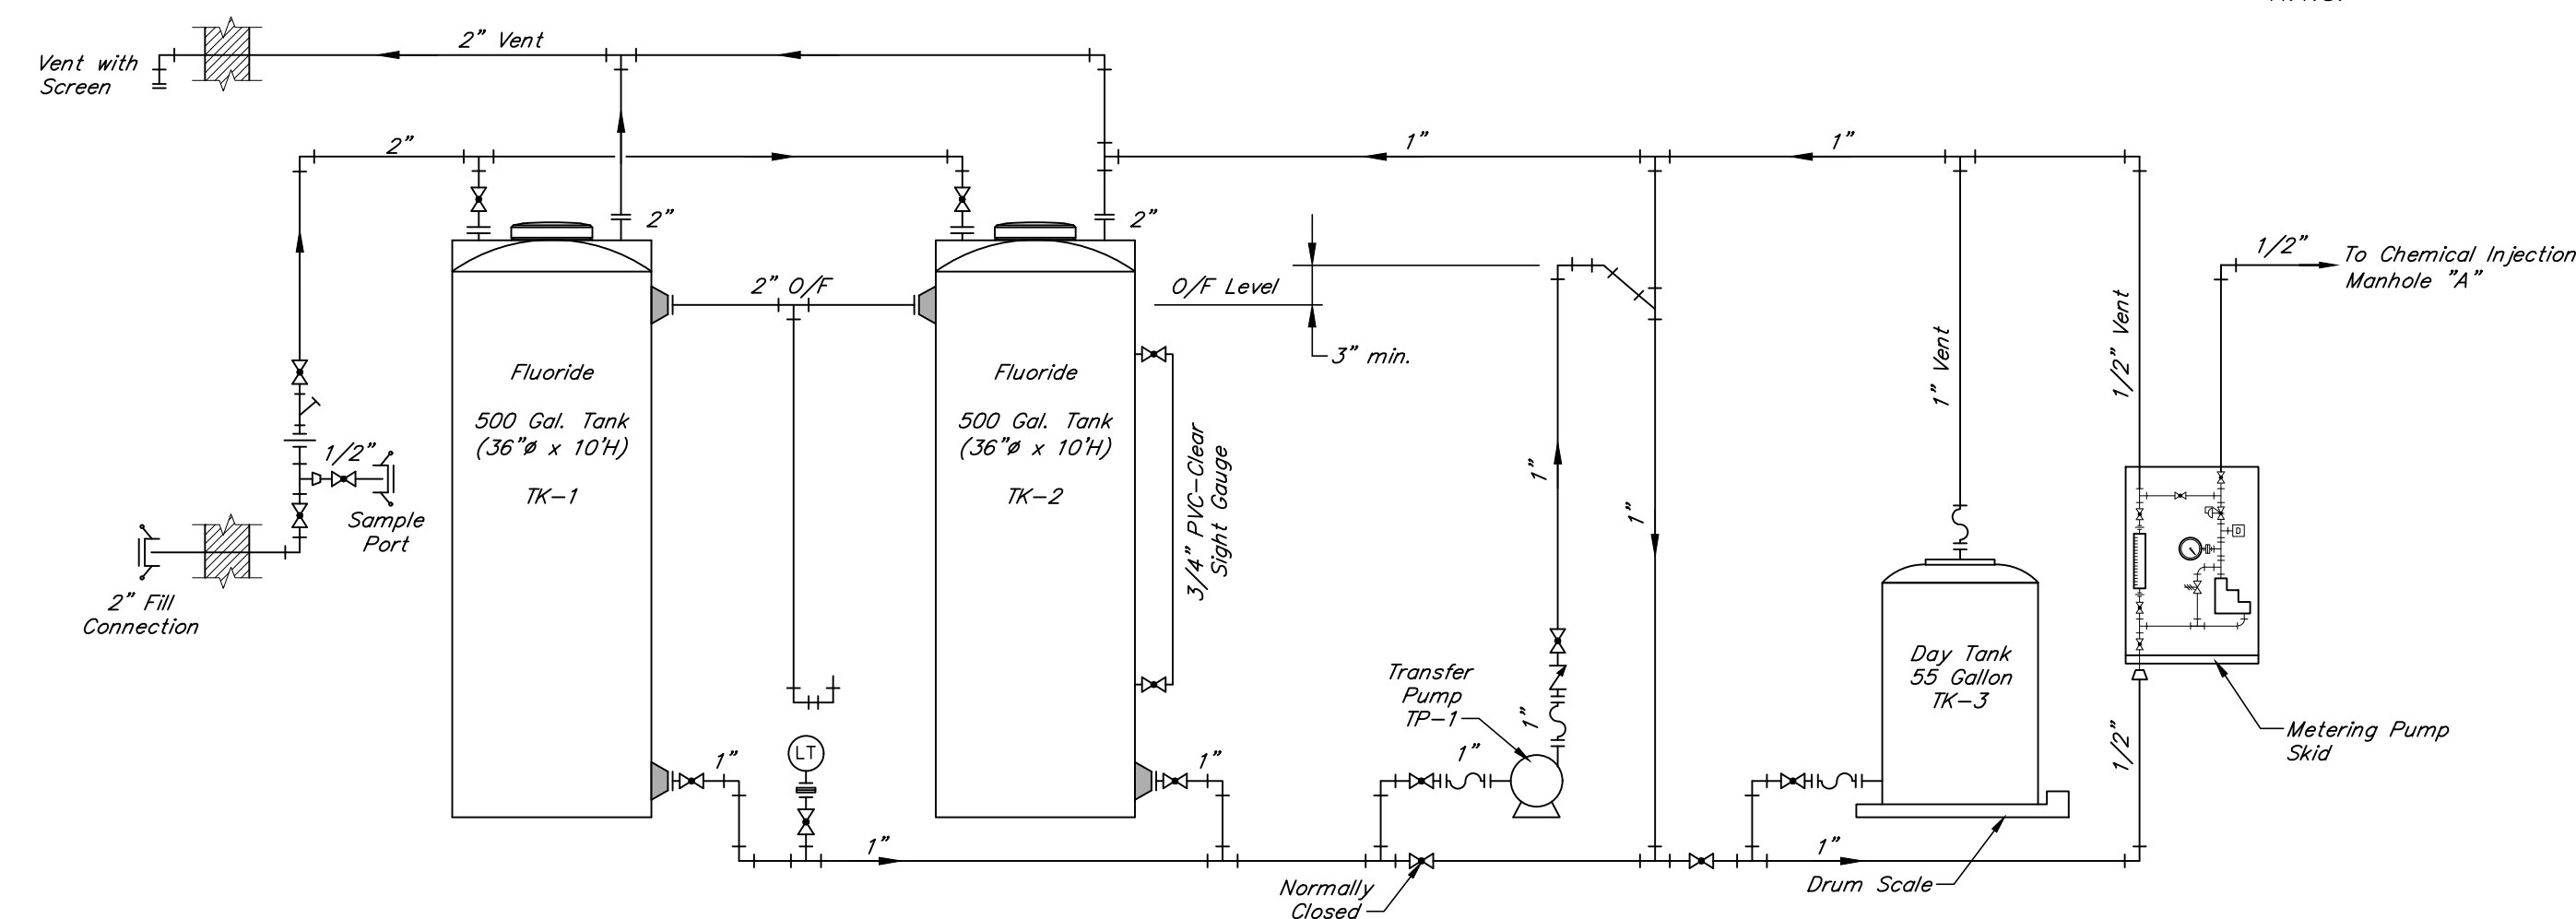 2" Vent
Vent with
Screen
2"
1"
1"
2"
2"
1/2"
To Chemical Injection
Manhole "A"
2" O/F
O/F Level
3" min.
1" Vent
1/2" Vent
Fluoride
500 Gal. Tank
(36"ø x 10'H)
TK-1
Fluoride
500 Gal. Tank
(36"ø x 10'H)
TK-2
3/4" PVC-Clear
Sight Gauge
1/2"
Sample
Port
2" Fill
Connection
1"
1"
D
Transfer
Pump
TP-1
1"
1"
Day Tank
55 Gallon
TK-3
Metering Pump
Skid
1/2"
LT
1"
1"
1"
1"
Drum Scale
Normally
Closed